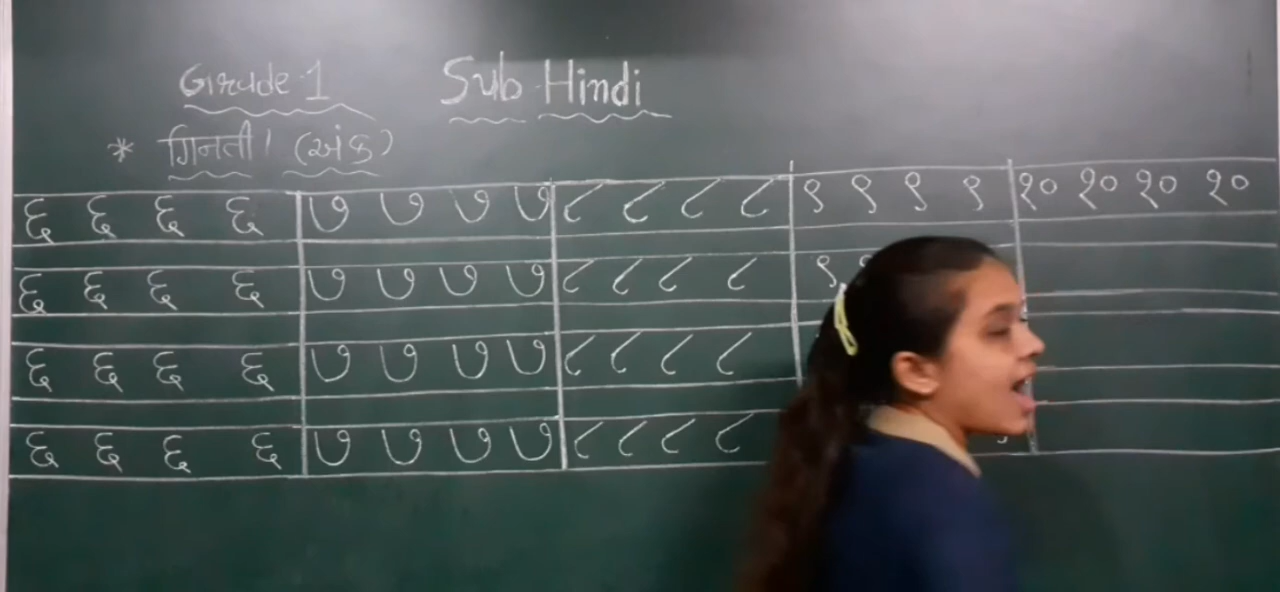 Grade-1 Sub Hindi
* गिनती। (अंक)
६ ६ ६ ६ ७ ७ ७ ७ ८ ८ ८ ८ ९ ९ ९ ९ १० १० १० १०
६ ६ ६ ६ ७ ७ ७ ७ ८ ८ ८ ८ ९ ९
६ ६ ६ ६ ७ ७ ७ ७ ८ ८ ८ ८
६ ६ ६ ६ ७ ७ ७ ७ ८ ८ ८ ८